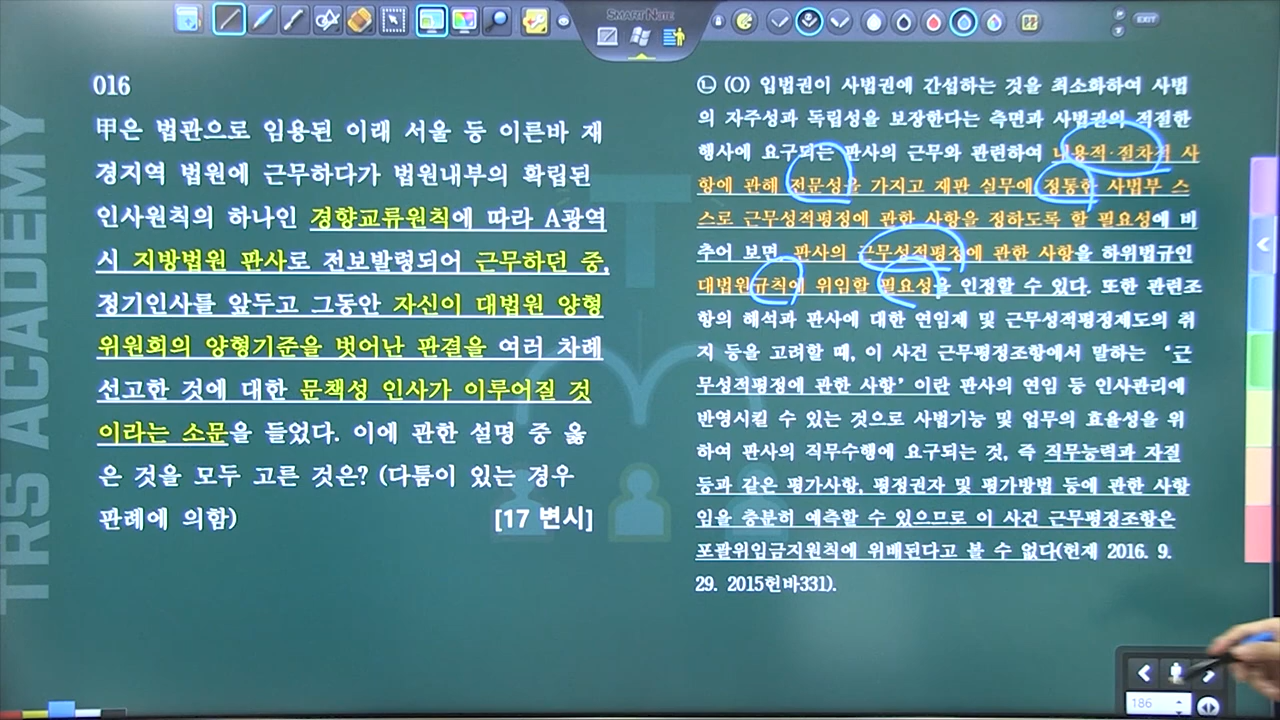 SMARTNOTE
EXIT
TRS ACADEMY
016
甲은 법관으로 임용된 이래 서울 등 이른바 재
경지역 법원에 근무하다가 법원내부의 확립된
인사원칙의 하나인 경향교류원칙에 따라 A광역
시 지방법원 판사로 전보발령되어 근무하던 중,
정기인사를 앞두고 그동안 자신이 대법원 양형
위원회의 양형기준을 벗어난 판결을 여러 차례
선고한 것에 대한 문책성 인사가 이루어질 것
이라는 소문을 들었다. 이에 관한 설명 중 옳
은 것을 모두 고른 것은? (다툼이 있는 경우
판례에 의함)
[17 변시]
㉡ (O) 입법권이 사법권에 간섭하는 것을 최소화하여 사법
의 자주성과 독립성을 보장한다는 측면과 사법권의 적절한
행사에 요구되는 판사의 근무와 관련하여 내용적·절차적 사
항에 관해 전문성을 가지고 재판 실무에 정통한 사법부 스
스로 근무성적평정에 관한 사항을 정하도록 할 필요성에 비
추어 보면, 판사의 근무성적평정에 관한 사항을 하위법규인
대법원규칙에 위임할 필요성을 인정할 수 있다. 또한 관련조
항의 해석과 판사에 대한 연임제 및 근무성적평정제도의 취
지 등을 고려할 때, 이 사건 근무평정조항에서 말하는 ‘근
무성적평정에 관한 사항’이란 판사의 연임 등 인사관리에
반영시킬 수 있는 것으로 사법기능 및 업무의 효율성을 위
하여 판사의 직무수행에 요구되는 것, 즉 직무능력과 자질
등과 같은 평가사항, 평정권자 및 평가방법 등에 관한 사항
임을 충분히 예측할 수 있으므로 이 사건 근무평정조항은
포괄위임금지원칙에 위배된다고 볼 수 없다(헌재 2016. 9.
29. 2015헌바331).
186